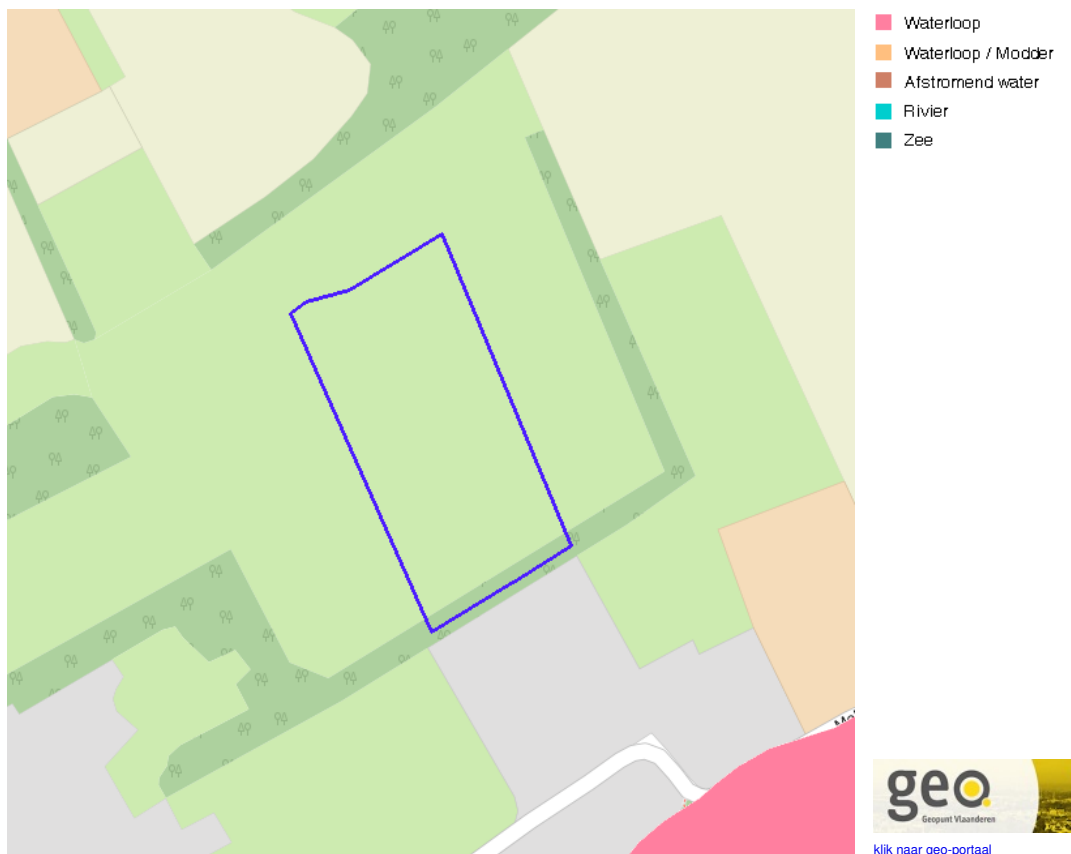 Waterloop
Waterloop / Modder
Afstromend water
Rivier
Zee
geo
Geopunt Vlaanderen
klik naar geo-portaal